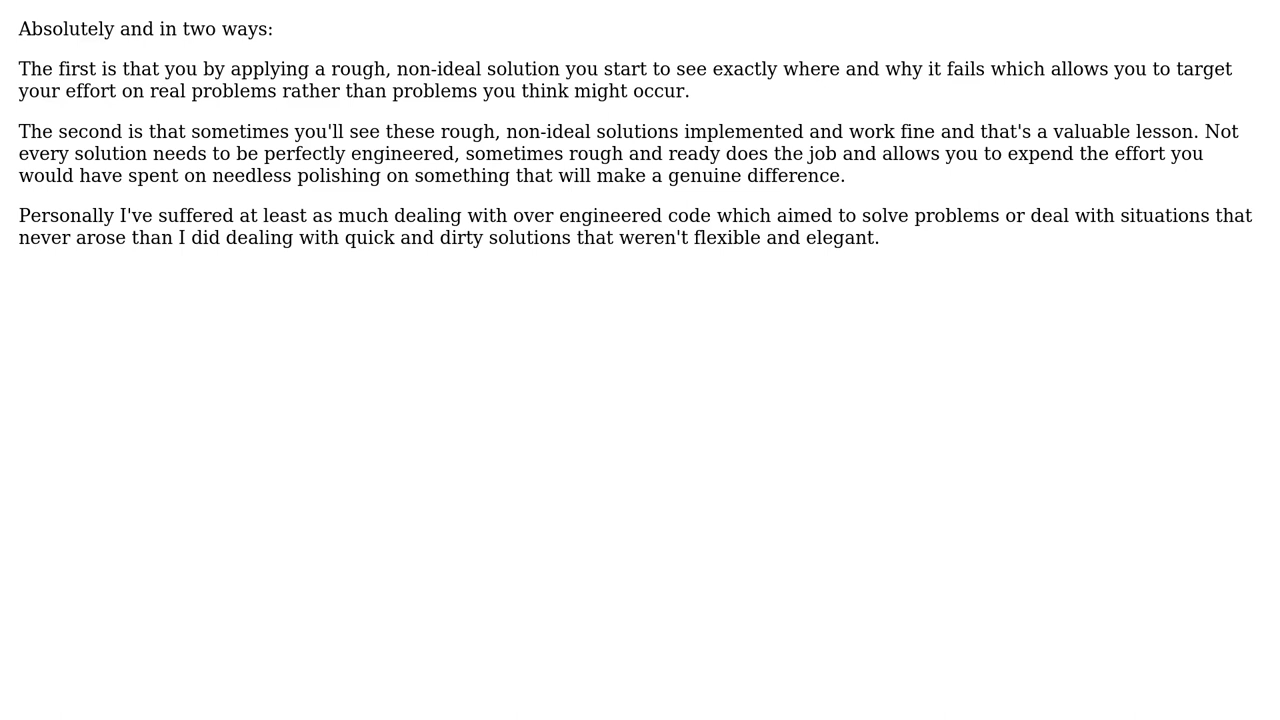 Absolutely and in two ways:
The first is that you by applying a rough, non-ideal solution you start to see exactly where and why it fails which allows you to target
your effort on real problems rather than problems you think might occur.
The second is that sometimes you'll see these rough, non-ideal solutions implemented and work fine and that's a valuable lesson. Not
every solution needs to be perfectly engineered, sometimes rough and ready does the job and allows you to expend the effort you
would have spent on needless polishing on something that will make a genuine difference.
Personally I've suffered at least as much dealing with over engineered code which aimed to solve problems or deal with situations that
never arose than I did dealing with quick and dirty solutions that weren't flexible and elegant.